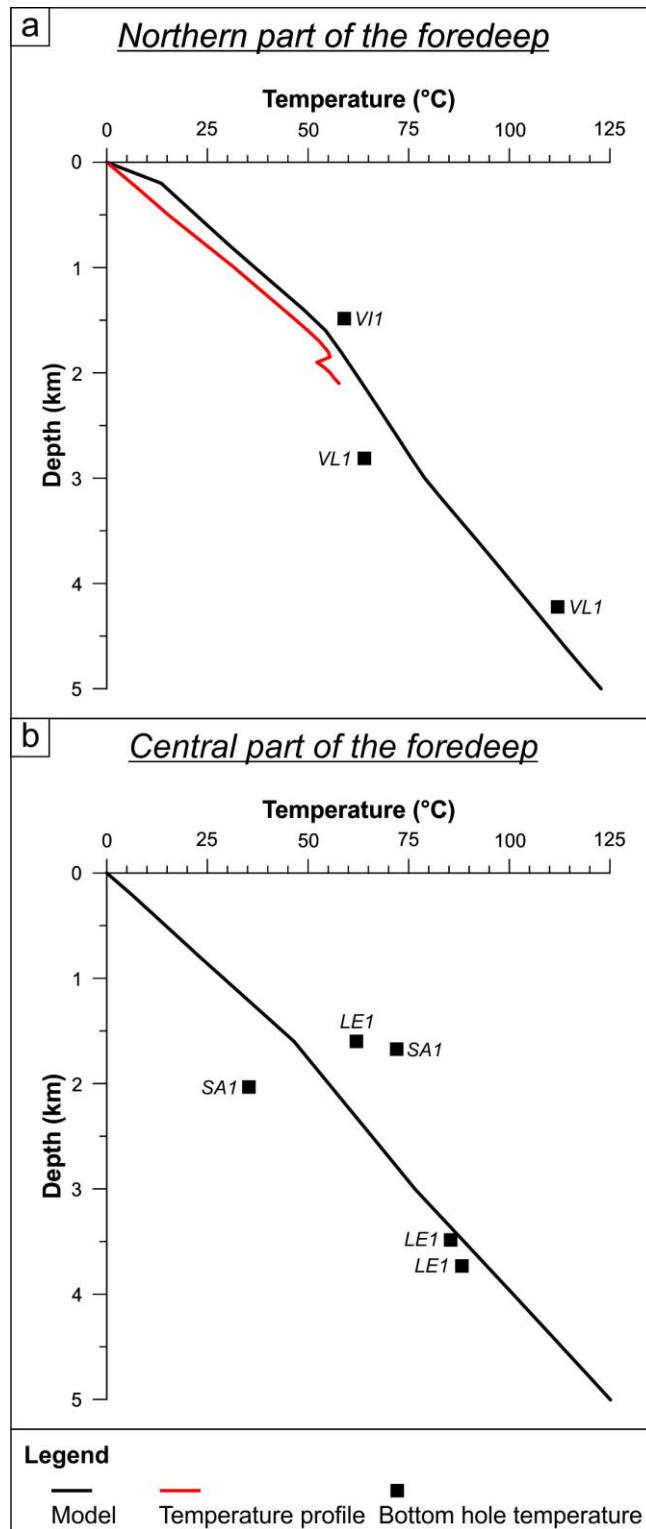 a
Northern part of the foredeep
Temperature (°C)
0 25 50 75 100 125
0
1
VI1
2
Depth (km)
VL1
3
4
VL1
5
b
Central part of the foredeep
Temperature (°C)
0 25 50 75 100 125
0
1
LE1
SA1
2
SA1
Depth (km)
3
LE1
LE1
4
5
Legend
Model Temperature profile Bottom hole temperature